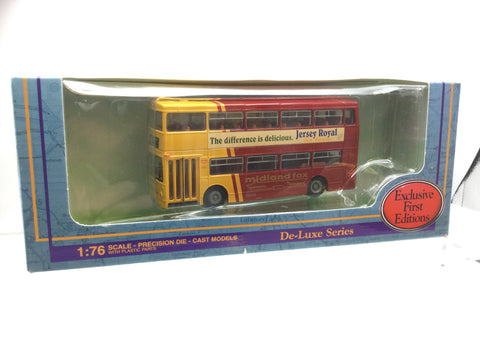 The difference is delicious. Jersey Royal
midland fox
Exclusive
First
Editions
1:76 SCALE - PRECISION DIE - CAST MODELS
WITH PLASTIC PARTS
De-Luxe Series